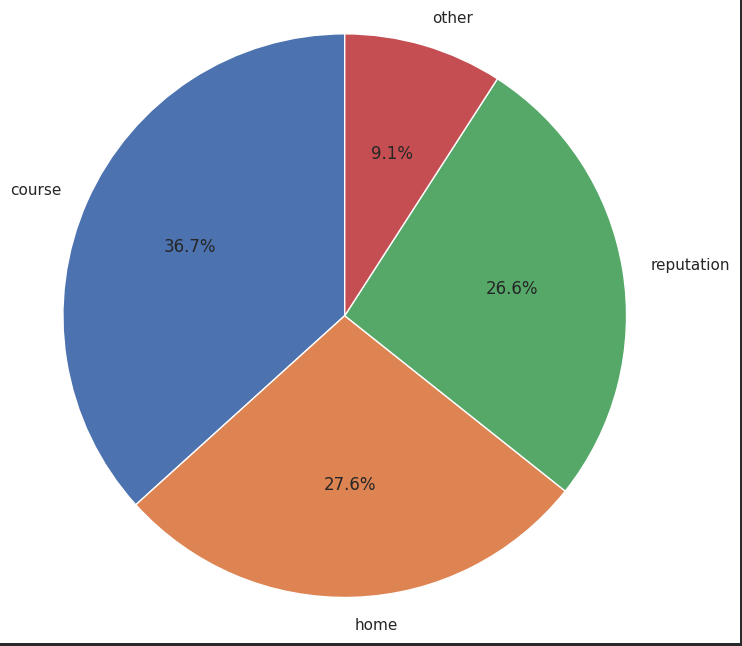 other
9.1%
course
36.7%
reputation
26.6%
27.6%
home